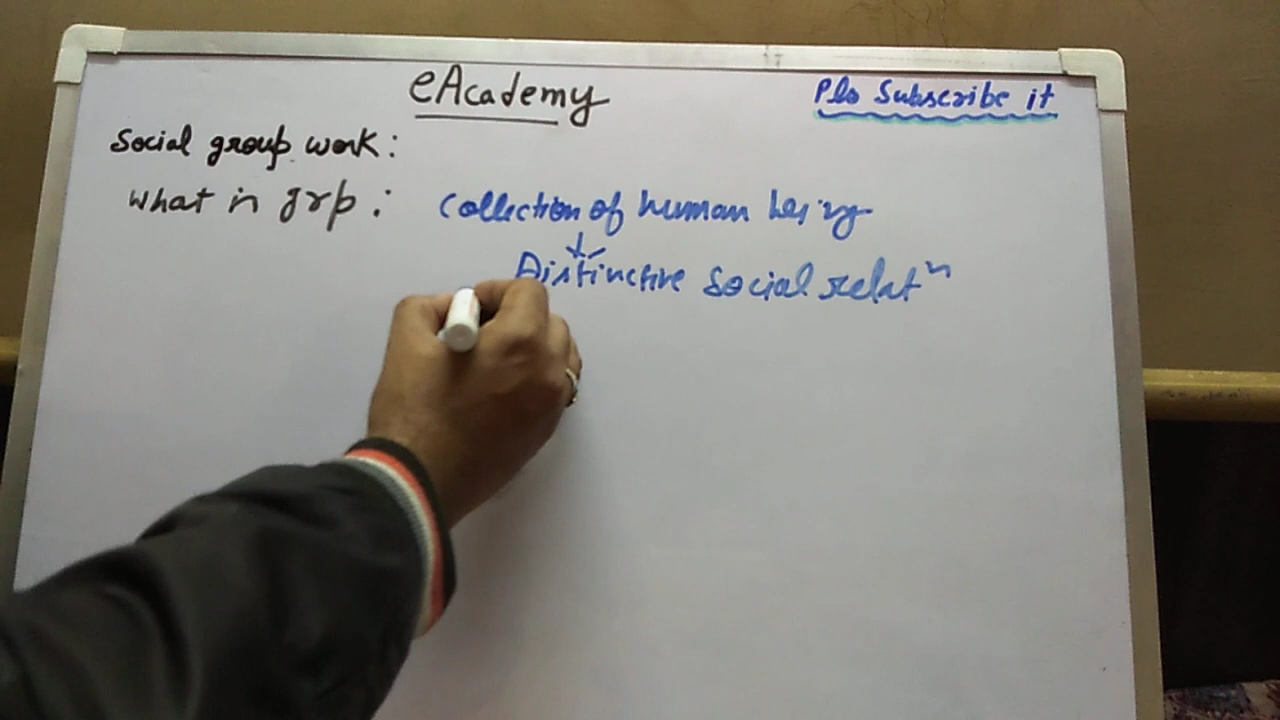 eAcademy
Pls Subscribe it
Social group work :
What is grp : Collection of human being
Distinctive Social relatn